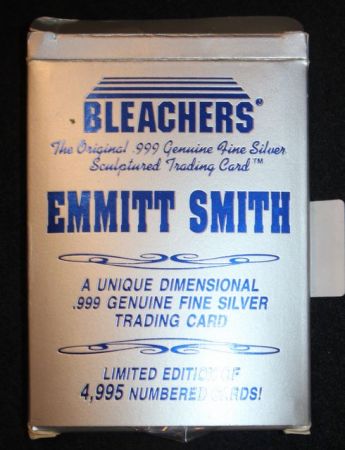 BLEACHERS®
The Original .999 Genuine Fine Silver
Sculptured Trading Card™
EMMITT SMITH
A UNIQUE DIMENSIONAL
.999 GENUINE FINE SILVER
TRADING CARD
LIMITED EDITION OF
4,995 NUMBERED CARDS!